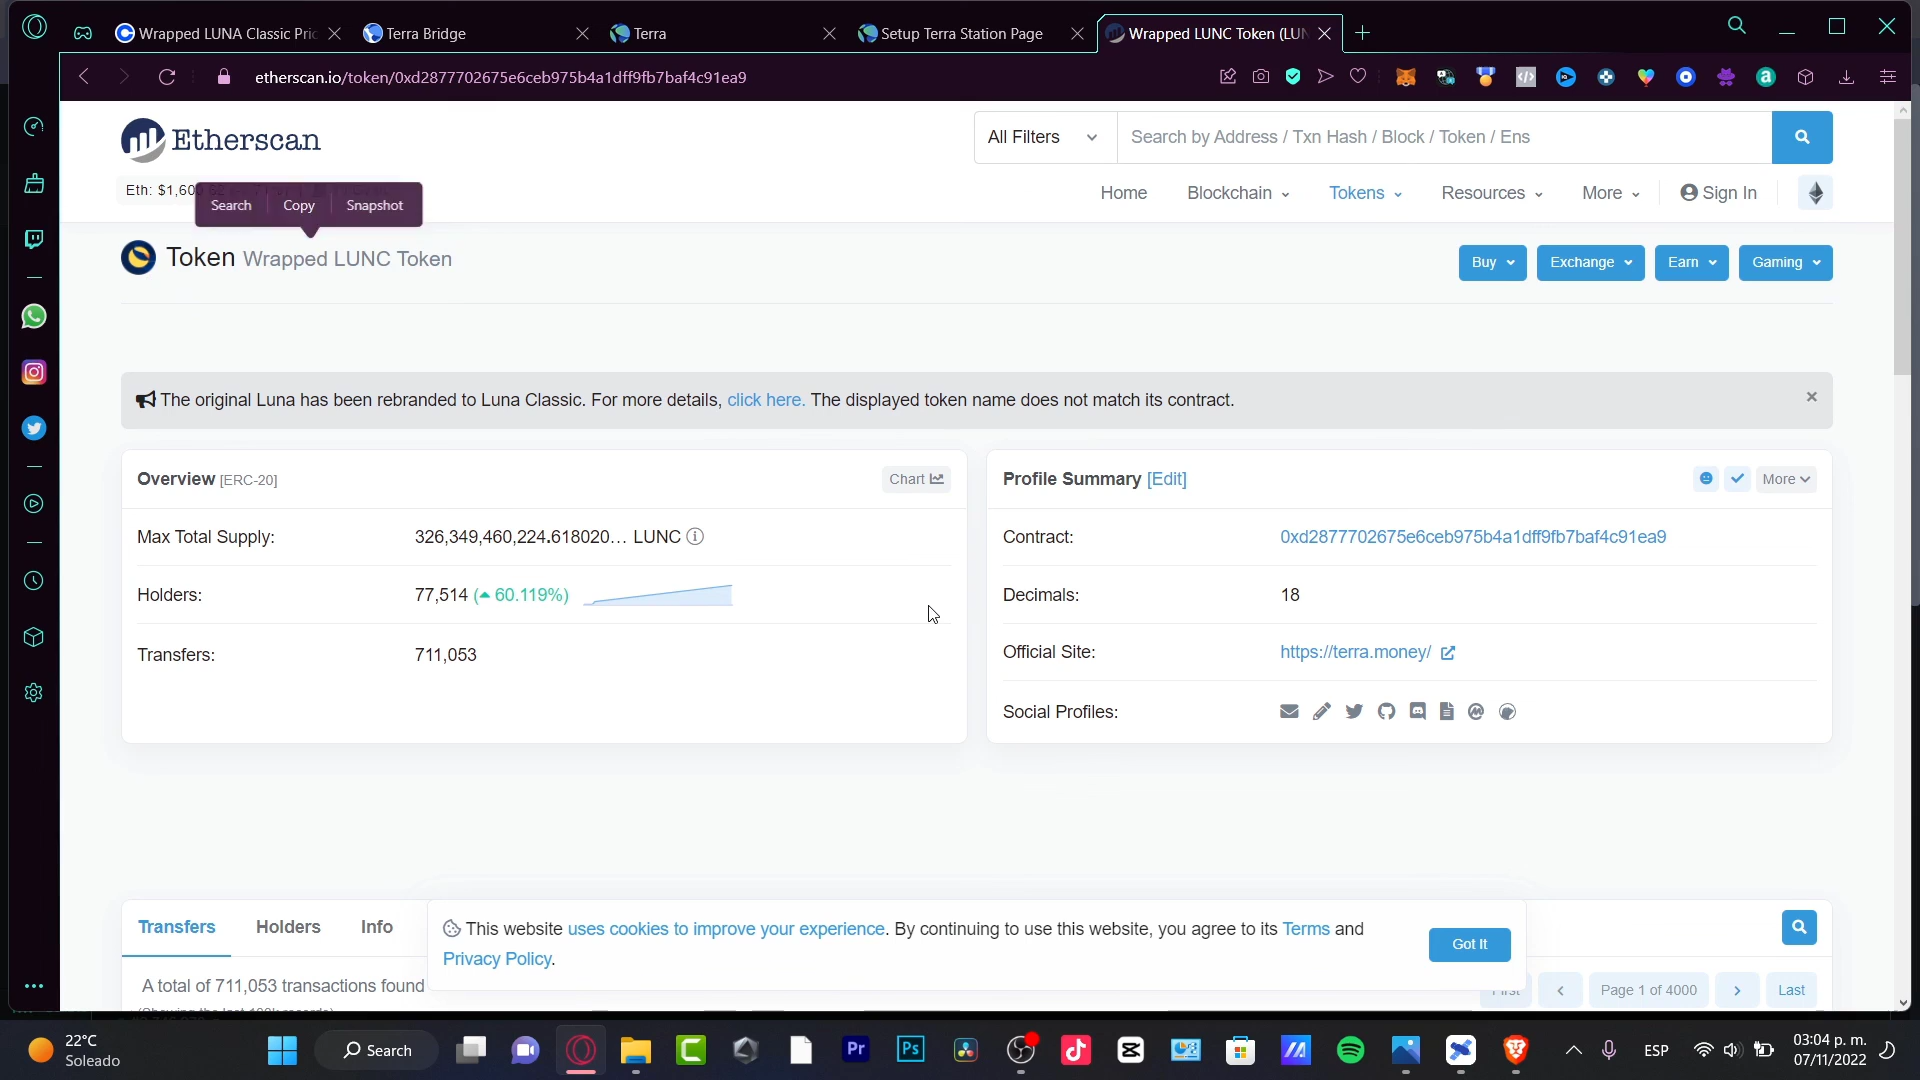 Wrapped LUNA Classic Pric
Terra Bridge
Terra
Setup Terra Station Page
Wrapped LUNC Token (LUN
etherscan.io/token/0xd2877702675e6ceb975b4a1dff9fb7baf4c91ea9
Etherscan
All Filters
Search by Address / Txn Hash / Block / Token / Ens
Eth: $1,60
Search
Copy
Snapshot
Home
Blockchain
Tokens
Resources
More
Sign In
Token Wrapped LUNC Token
Buy
Exchange
Earn
Gaming
The original Luna has been rebranded to Luna Classic. For more details, click here. The displayed token name does not match its contract.
Overview [ERC-20]
Chart
Max Total Supply:
326,349,460,224.618020... LUNC
Holders:
77,514 (60.119%)
Transfers:
711,053
Profile Summary [Edit]
More
Contract:
0xd2877702675e6ceb975b4a1dff9fb7baf4c91ea9
Decimals:
18
Official Site:
https://terra.money/
Social Profiles:
Transfers
Holders
Info
This website uses cookies to improve your experience. By continuing to use this website, you agree to its Terms and
Privacy Policy.
Got It
A total of 711,053 transactions found
First
Page 1 of 4000
Last
22°C
Soleado
Search
Pr
Ps
ESP
03:04 p. m.
07/11/2022